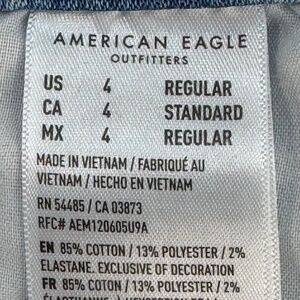 AMERICAN EAGLE
OUTFITTERS
US 4 REGULAR
CA 4 STANDARD
MX 4 REGULAR
MADE IN VIETNAM / FABRIQUÉ AU
VIETNAM / HECHO EN VIETNAM
RN 54485 / CA 03873
RFC# AEM120605U9A
EN 85% COTTON / 13% POLYESTER / 2%
ELASTANE. EXCLUSIVE OF DECORATION
FR 85% COTON / 13% POLYESTER / 2%